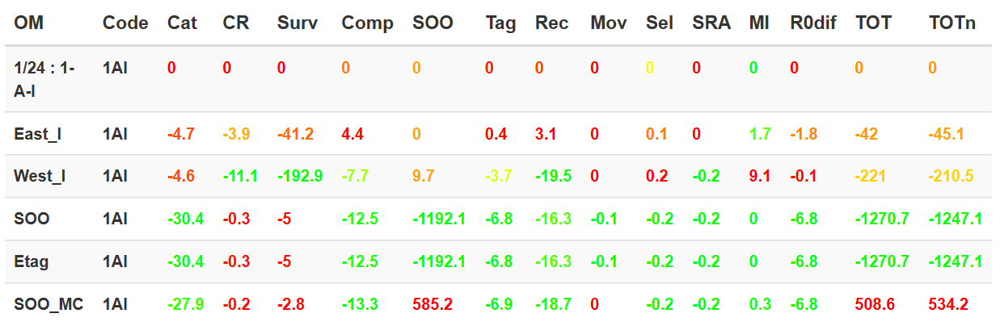 OM Code Cat CR Surv Comp SOO Tag Rec Mov Sel SRA MI R0dif TOT TOTn
1/24 : 1- 1AI 0 0 0 0 0 0 0 0 0 0 0 0 0 0
A-I
East_I 1AI -4.7 -3.9 -41.2 4.4 0 0.4 3.1 0 0.1 0 1.7 -1.8 -42 -45.1
West_I 1AI -4.6 -11.1 -192.9 -7.7 9.7 -3.7 -19.5 0 0.2 -0.2 9.1 -0.1 -221 -210.5
SOO 1AI -30.4 -0.3 -5 -12.5 -1192.1 -6.8 -16.3 -0.1 -0.2 -0.2 0 -6.8 -1270.7 -1247.1
Etag 1AI -30.4 -0.3 -5 -12.5 -1192.1 -6.8 -16.3 -0.1 -0.2 -0.2 0 -6.8 -1270.7 -1247.1
SOO_MC 1AI -27.9 -0.2 -2.8 -13.3 585.2 -6.9 -18.7 0 -0.2 -0.2 0.3 -6.8 508.6 534.2